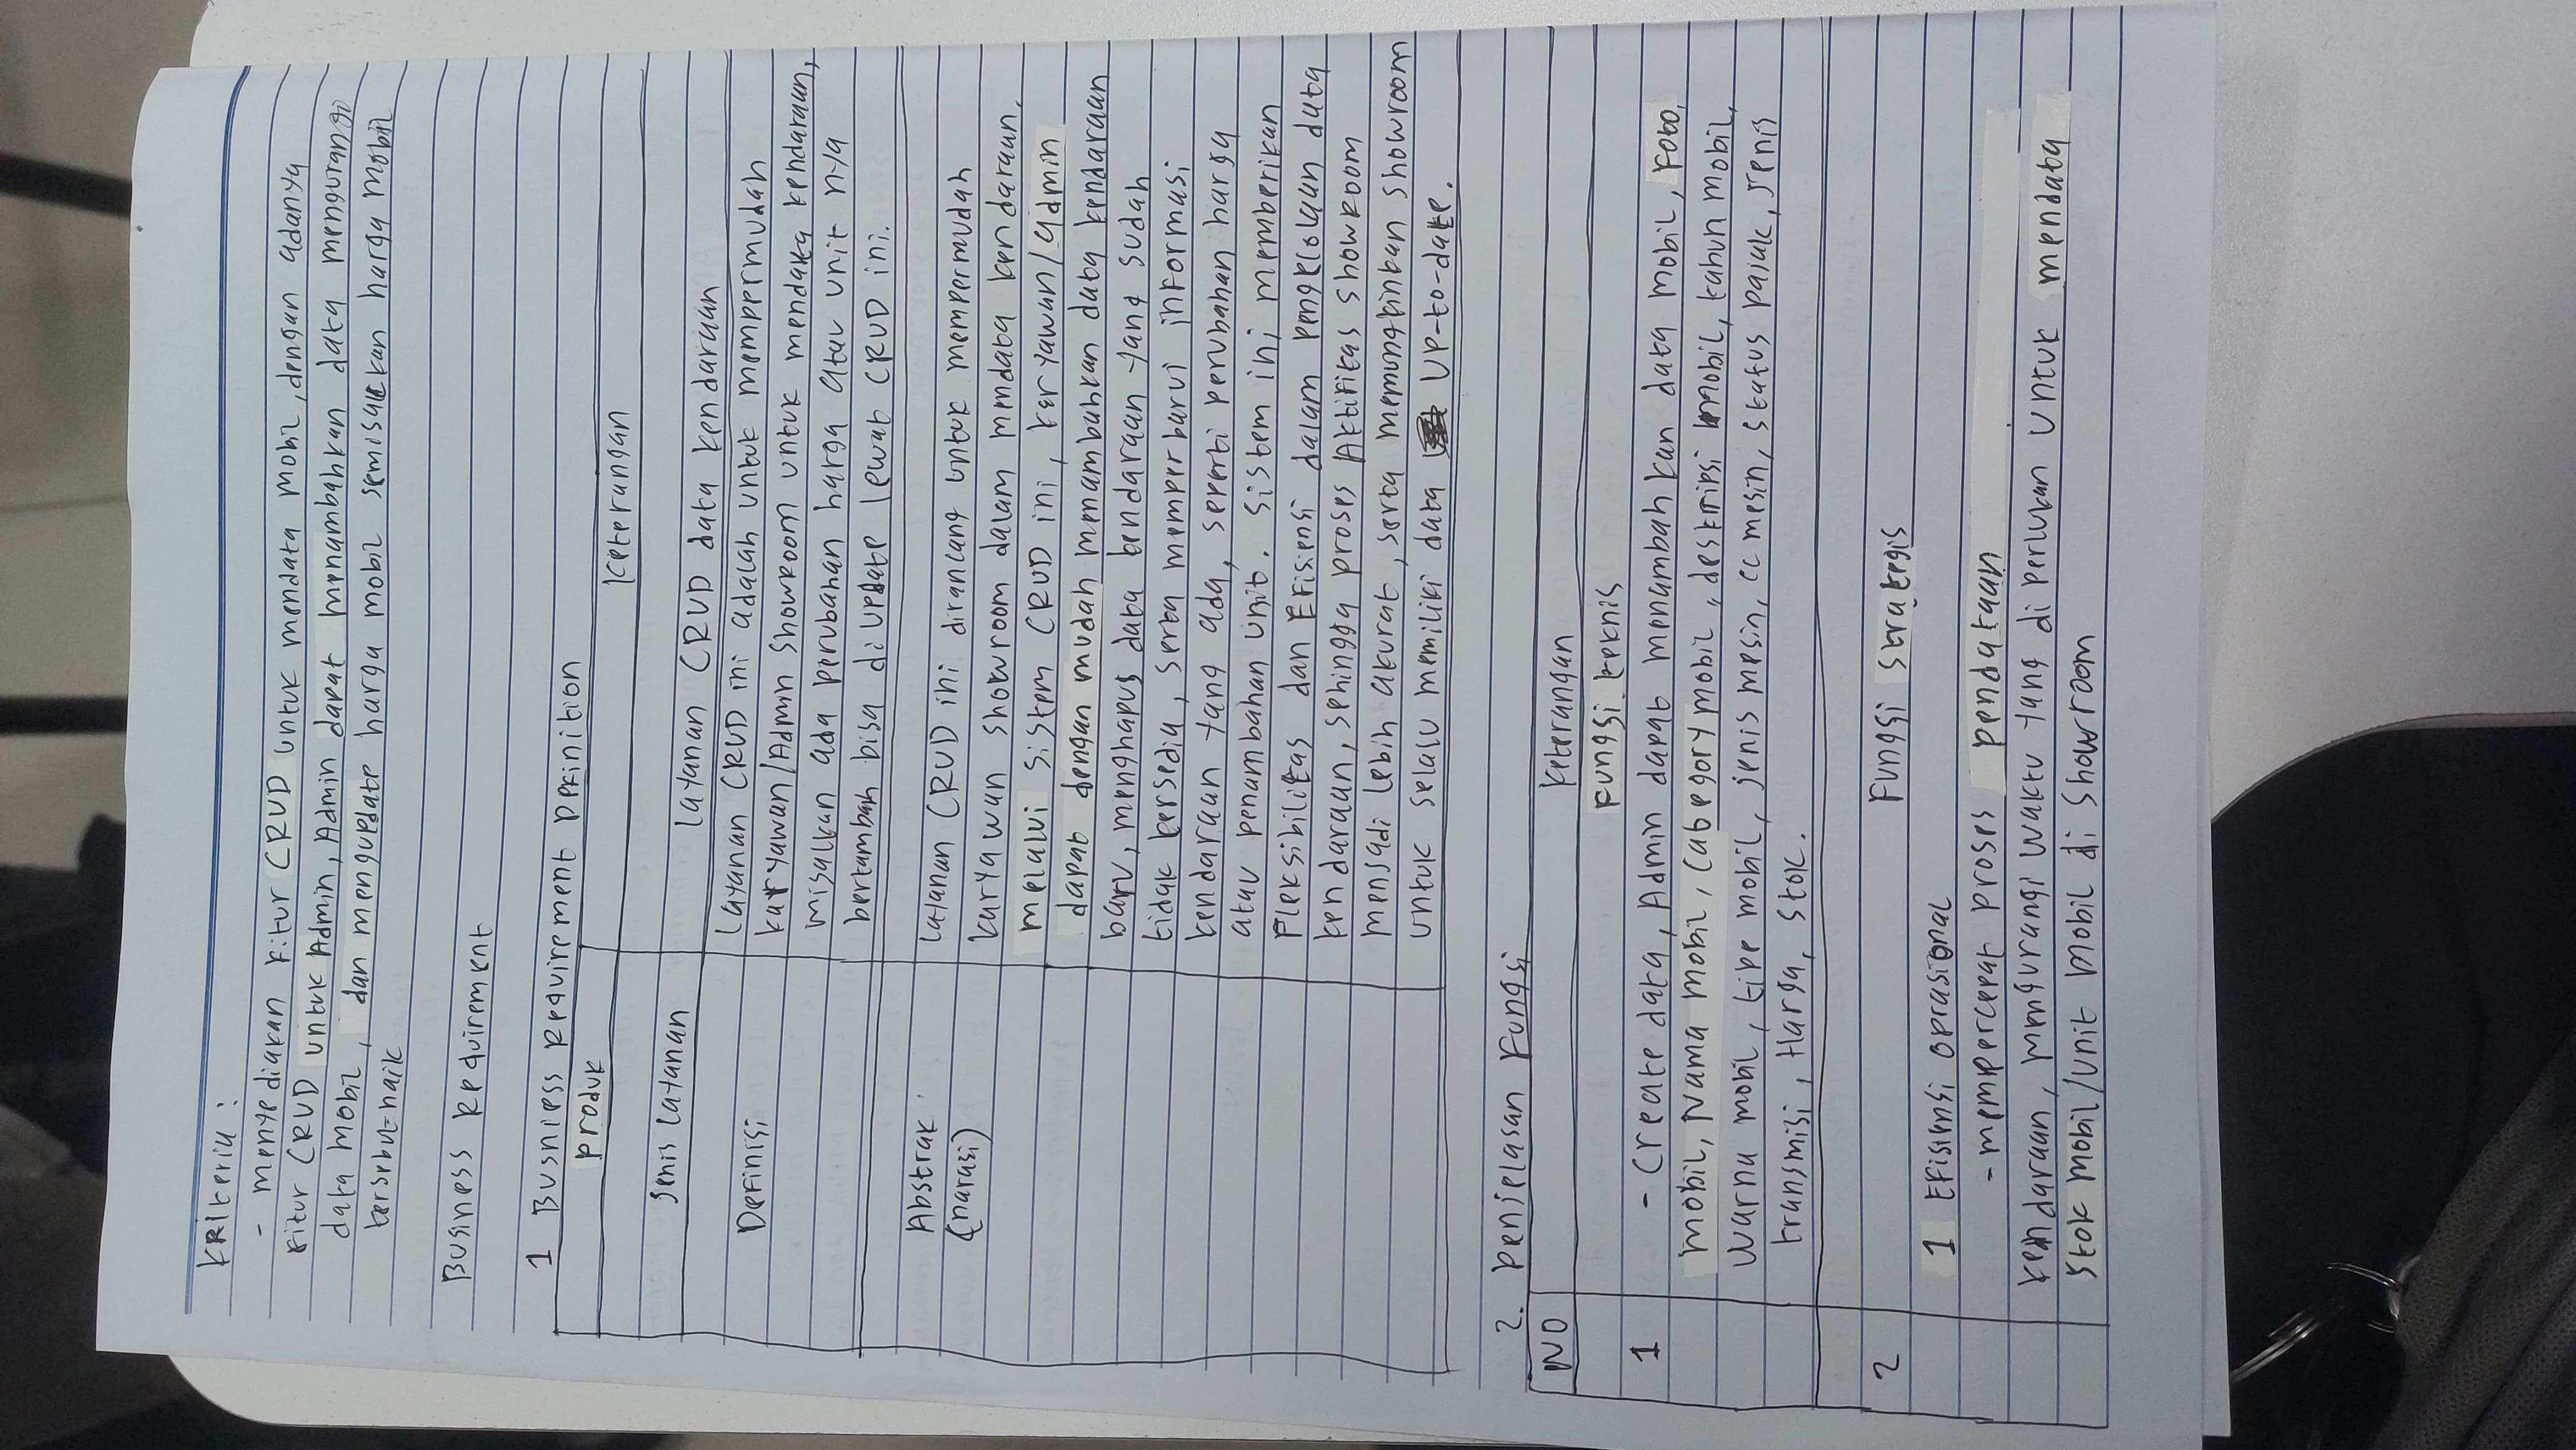 KRIteria :
- menyediakan fitur CRUD untuk mendata mobil, dengan adanya
fitur CRUD untuk Admin, Admin dapat menambahkan data mengurangi
data mobil, dan mengupdate harga mobil semisalkan harga mobil
tersebut naik
Business Requirement
1 Busniess Requirement Definition
produk
keterangan
Jenis layanan
layanan CRUD data kendaraan
Definisi
layanan CRUD ini adalah untuk mempermudah
karyawan/Admin showroom untuk mendata kendaraan,
misalkan ada perubahan harga atau unit nya
bertambah bisa di update lewat CRUD ini.
Abstrak
(narasi)
layanan CRUD ini dirancang untuk mempermudah
karyawan showroom dalam mendata kendaraan.
melalui sistem CRUD ini, karyawan/admin
dapat dengan mudah menambahkan data kendaraan
baru, menghapus data kendaraan yang sudah
tidak tersedia, serta memperbarui informasi
kendaraan yang ada, seperti perubahan harga
atau penambahan unit. sistem ini memberikan
Fleksibilitas dan Efisiensi dalam pengelolaan data
kendaraan, sehingga proses Aktifitas showroom
menjadi lebih akurat, serta memungkinkan showroom
untuk selalu memiliki data up-to-date.
2. Penjelasan Fungsi
NO
keterangan
Fungsi teknis
1
- Create data, Admin dapat menambahkan data mobil, Foto
mobil, Nama mobil, Category mobil, deskripsi mobil, tahun mobil,
warna mobil, tipe mobil, jenis mesin, cc mesin, status pajak, jenis
transmisi, Harga, stok.
2
Fungsi strategis
1 Efisiensi oprasional
- mempercepat proses pendataan
kendaraan, mengurangi waktu yang di perlukan untuk mendata
stok mobil/unit mobil di showroom